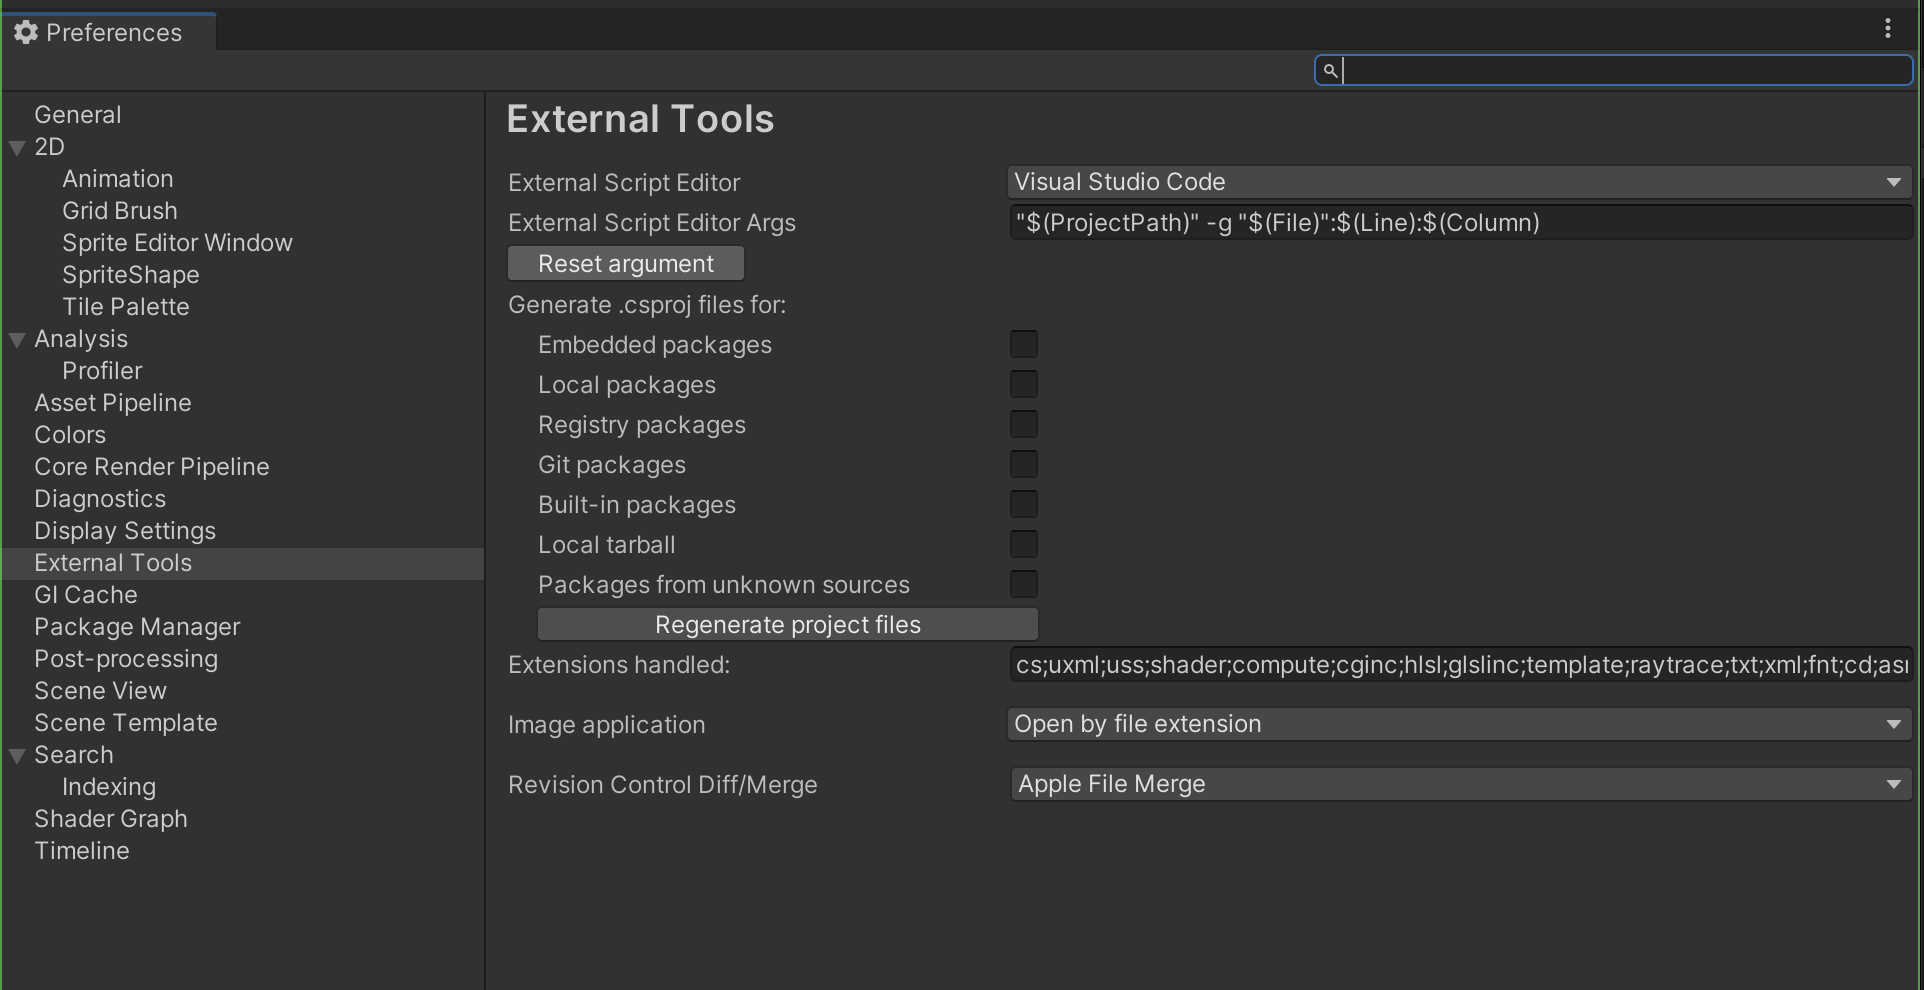 Preferences
General
2D
Animation
Grid Brush
Sprite Editor Window
SpriteShape
Tile Palette
Analysis
Profiler
Asset Pipeline
Colors
Core Render Pipeline
Diagnostics
Display Settings
External Tools
GI Cache
Package Manager
Post-processing
Scene View
Scene Template
Search
Indexing
Shader Graph
Timeline
External Tools
External Script Editor Visual Studio Code
External Script Editor Args "$(ProjectPath)" -g "$(File)":$(Line):$(Column)
Reset argument
Generate .csproj files for:
Embedded packages
Local packages
Registry packages
Git packages
Built-in packages
Local tarball
Packages from unknown sources
Regenerate project files
Extensions handled: cs;uxml;uss;shader;compute;cginc;hlsl;glslinc;template;raytrace;txt;xml;fnt;cd;
Image application Open by file extension
Revision Control Diff/Merge Apple File Merge